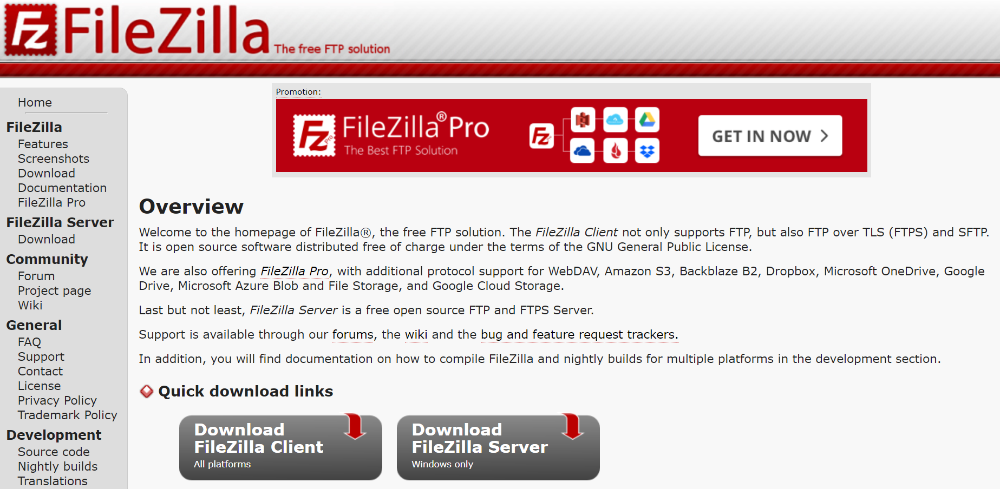 Fz FileZilla The free FTP solution
Home
FileZilla
Features
Screenshots
Download
Documentation
FileZilla Pro
FileZilla Server
Download
Community
Forum
Project page
Wiki
General
FAQ
Support
Contact
License
Privacy Policy
Trademark Policy
Development
Source code
Nightly builds
Translations
Promotion:
Fz Pro FileZilla® Pro
The Best FTP Solution
Fz
GET IN NOW >
Overview
Welcome to the homepage of FileZilla®, the free FTP solution. The FileZilla Client not only supports FTP, but also FTP over TLS (FTPS) and SFTP.
It is open source software distributed free of charge under the terms of the GNU General Public License.
We are also offering FileZilla Pro, with additional protocol support for WebDAV, Amazon S3, Backblaze B2, Dropbox, Microsoft OneDrive, Google
Drive, Microsoft Azure Blob and File Storage, and Google Cloud Storage.
Last but not least, FileZilla Server is a free open source FTP and FTPS Server.
Support is available through our forums, the wiki and the bug and feature request trackers.
In addition, you will find documentation on how to compile FileZilla and nightly builds for multiple platforms in the development section.
Quick download links
Download
FileZilla Client
All platforms
Download
FileZilla Server
Windows only